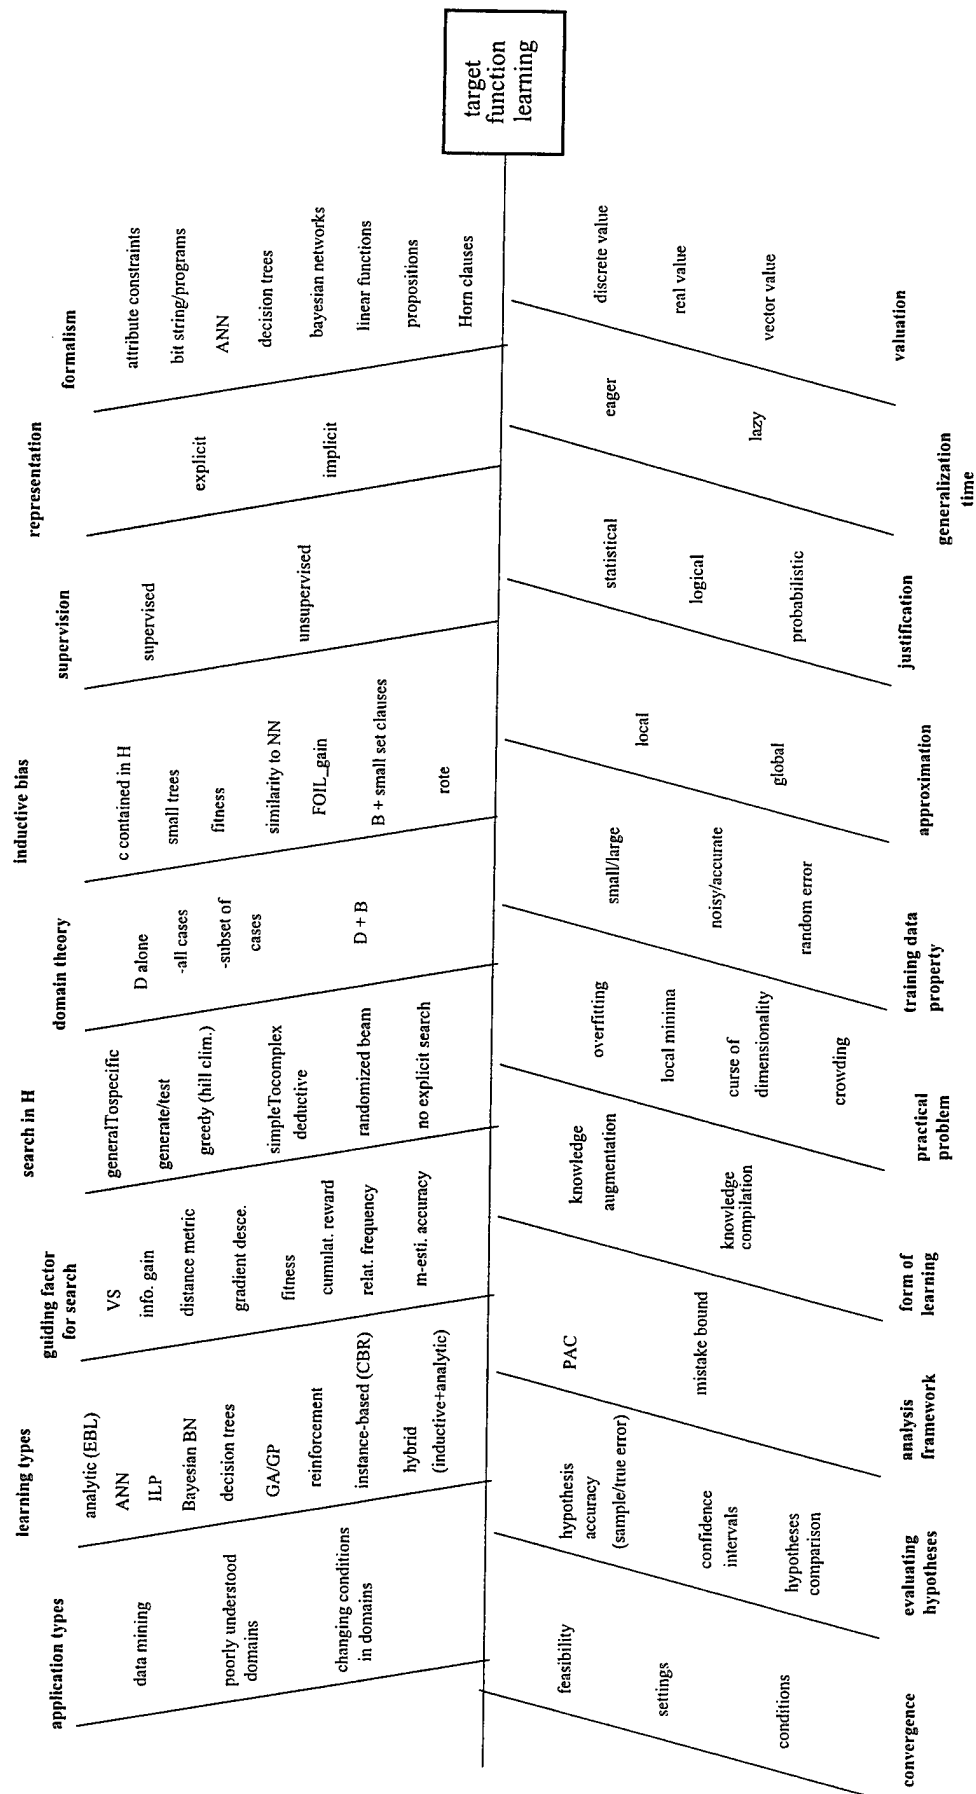 application types
data mining
poorly understood
domains
changing conditions
in domains
learning types
analytic (EBL)
ANN
ILP
Bayesian BN
decision trees
GA/GP
reinforcement
instance-based (CBR)
hybrid
(inductive+analytic)
guiding factor
for search
VS
info. gain
distance metric
gradient desce.
fitness
cumulat. reward
relat. frequency
m-esti. accuracy
search in H
generalTospecific
generate/test
greedy (hill clim.)
simpleTocomplex
deductive
randomized beam
no explicit search
domain theory
D alone
-all cases
-subset of
cases
D + B
inductive bias
c contained in H
small trees
fitness
similarity to NN
FOIL_gain
B + small set clauses
rote
supervision
supervised
unsupervised
representation
explicit
implicit
formalism
attribute constraints
bit string/programs
ANN
decision trees
bayesian networks
linear functions
propositions
Horn clauses
target
function
learning
feasibility
settings
conditions
convergence
hypothesis
accuracy
(sample/true error)
confidence
intervals
hypotheses
comparison
evaluating
hypotheses
PAC
mistake bound
analysis
framework
knowledge
augmentation
knowledge
compilation
form of
learning
overfitting
local minima
curse of
dimensionality
crowding
practical
problem
small/large
noisy/accurate
random error
training data
property
local
global
approximation
statistical
logical
probabilistic
justification
eager
lazy
generalization
time
discrete value
real value
vector value
valuation